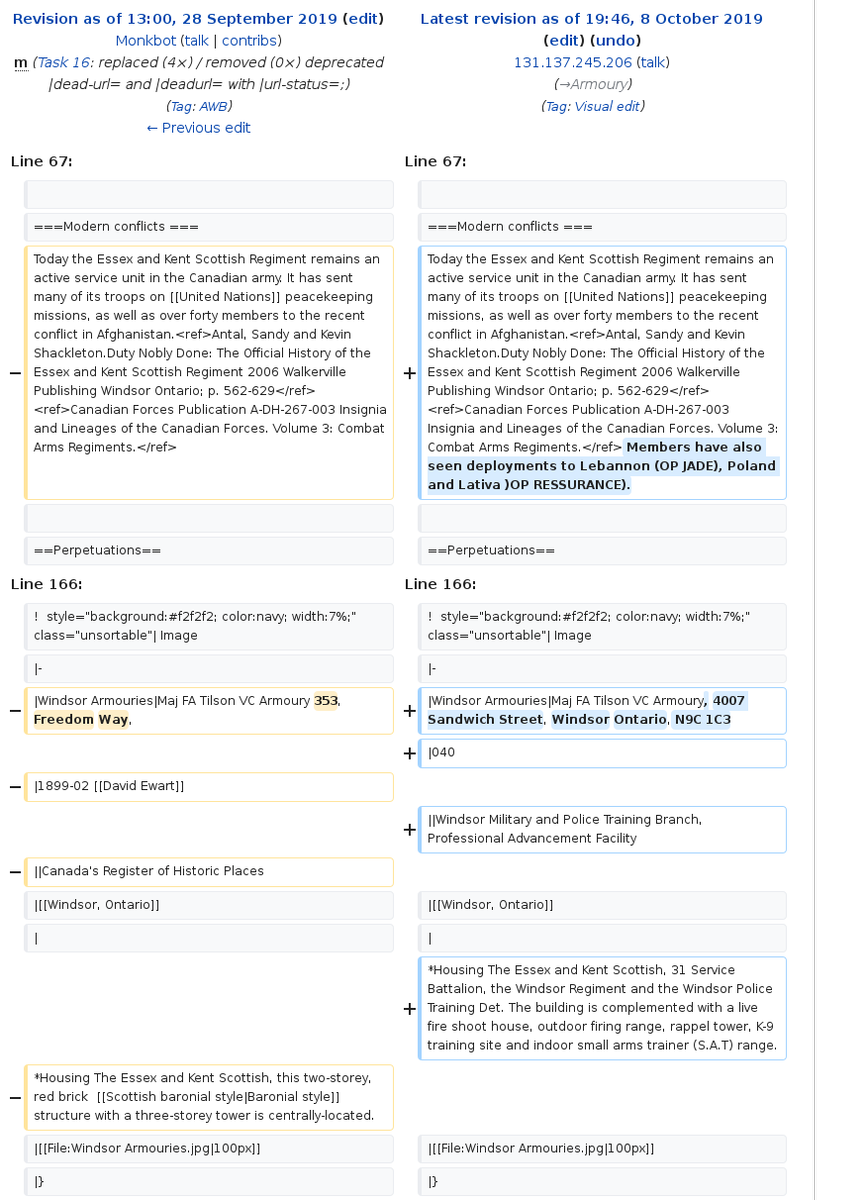 Revision as of 13:00, 28 September 2019 (edit)
Monkbot (talk | contribs)
m (Task 16: replaced (4×) / removed (0×) deprecated
|dead-url= and |deadurl= with |url-status=;)
(Tag: AWB)
← Previous edit
Latest revision as of 19:46, 8 October 2019
(edit) (undo)
131.137.245.206 (talk)
(→Armoury)
(Tag: Visual edit)
Line 67:
Line 67:
===Modern conflicts ===
===Modern conflicts ===
−
Today the Essex and Kent Scottish Regiment remains an
active service unit in the Canadian army. It has sent
many of its troops on [[United Nations]] peacekeeping
missions, as well as over forty members to the recent
conflict in Afghanistan.<ref>Antal, Sandy and Kevin
Shackleton.Duty Nobly Done: The Official History of the
Essex and Kent Scottish Regiment 2006 Walkerville
Publishing Windsor Ontario; p. 562-629</ref>
<ref>Canadian Forces Publication A-DH-267-003 Insignia
and Lineages of the Canadian Forces. Volume 3: Combat
Arms Regiments.</ref>
+
Today the Essex and Kent Scottish Regiment remains an
active service unit in the Canadian army. It has sent
many of its troops on [[United Nations]] peacekeeping
missions, as well as over forty members to the recent
conflict in Afghanistan.<ref>Antal, Sandy and Kevin
Shackleton.Duty Nobly Done: The Official History of the
Essex and Kent Scottish Regiment 2006 Walkerville
Publishing Windsor Ontario; p. 562-629</ref>
<ref>Canadian Forces Publication A-DH-267-003
Insignia and Lineages of the Canadian Forces. Volume 3:
Combat Arms Regiments.</ref> Members have also
seen deployments to Lebannon (OP JADE), Poland
and Lativa )OP RESSURANCE).
==Perpetuations==
==Perpetuations==
Line 166:
Line 166:
! style="background:#f2f2f2; color:navy; width:7%;"
class="unsortable"| Image
! style="background:#f2f2f2; color:navy; width:7%;"
class="unsortable"| Image
|-
|-
−
|Windsor Armouries|Maj FA Tilson VC Armoury 353,
Freedom Way,
+
|Windsor Armouries|Maj FA Tilson VC Armoury, 4007
Sandwich Street, Windsor Ontario, N9C 1C3
+
|040
−
|1899-02 [[David Ewart]]
+
||Windsor Military and Police Training Branch,
Professional Advancement Facility
−
||Canada's Register of Historic Places
|[[Windsor, Ontario]]
|[[Windsor, Ontario]]
|
|
+
*Housing The Essex and Kent Scottish, 31 Service
Battalion, the Windsor Regiment and the Windsor Police
Training Det. The building is complemented with a live
fire shoot house, outdoor firing range, rappel tower, K-9
training site and indoor small arms trainer (S.A.T) range.
−
*Housing The Essex and Kent Scottish, this two-storey,
red brick [[Scottish baronial style|Baronial style]]
structure with a three-storey tower is centrally-located.
|[[File:Windsor Armouries.jpg|100px]]
|[[File:Windsor Armouries.jpg|100px]]
|}
|}